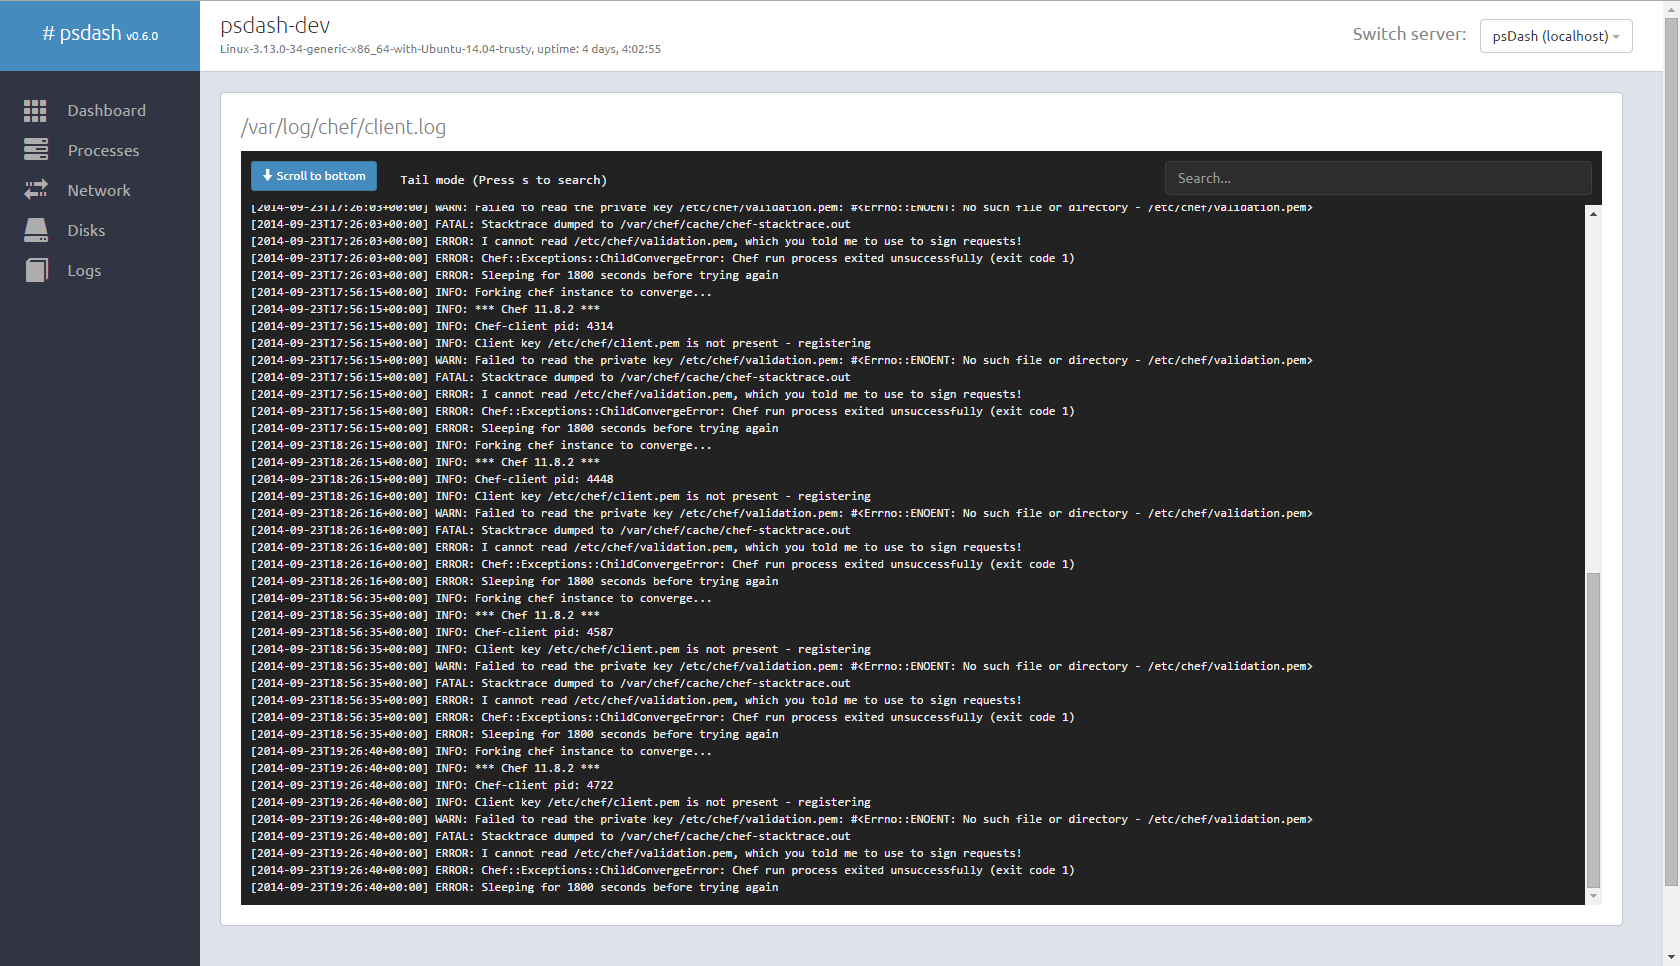 # psdash v0.6.0
psdash-dev
Linux-3.13.0-34-generic-x86_64-with-Ubuntu-14.04-trusty, uptime: 4 days, 4:02:55
Switch server:
psDash (localhost)
Dashboard
Processes
Network
Disks
Logs
/var/log/chef/client.log
Scroll to bottom
Tail mode (Press s to search)
Search...
[2014-09-23T17:26:03+00:00] WARN: Failed to read the private key /etc/chef/validation.pem: #<Errno::ENOENT: No such file or directory - /etc/chef/validation.pem>
[2014-09-23T17:26:03+00:00] FATAL: Stacktrace dumped to /var/chef/cache/chef-stacktrace.out
[2014-09-23T17:26:03+00:00] ERROR: I cannot read /etc/chef/validation.pem, which you told me to use to sign requests!
[2014-09-23T17:26:03+00:00] ERROR: Chef::Exceptions::ChildConvergeError: Chef run process exited unsuccessfully (exit code 1)
[2014-09-23T17:26:03+00:00] ERROR: Sleeping for 1800 seconds before trying again
[2014-09-23T17:56:15+00:00] INFO: Forking chef instance to converge...
[2014-09-23T17:56:15+00:00] INFO: *** Chef 11.8.2 ***
[2014-09-23T17:56:15+00:00] INFO: Chef-client pid: 4314
[2014-09-23T17:56:15+00:00] INFO: Client key /etc/chef/client.pem is not present - registering
[2014-09-23T17:56:15+00:00] WARN: Failed to read the private key /etc/chef/validation.pem: #<Errno::ENOENT: No such file or directory - /etc/chef/validation.pem>
[2014-09-23T17:56:15+00:00] FATAL: Stacktrace dumped to /var/chef/cache/chef-stacktrace.out
[2014-09-23T17:56:15+00:00] ERROR: I cannot read /etc/chef/validation.pem, which you told me to use to sign requests!
[2014-09-23T17:56:15+00:00] ERROR: Chef::Exceptions::ChildConvergeError: Chef run process exited unsuccessfully (exit code 1)
[2014-09-23T17:56:15+00:00] ERROR: Sleeping for 1800 seconds before trying again
[2014-09-23T18:26:15+00:00] INFO: Forking chef instance to converge...
[2014-09-23T18:26:15+00:00] INFO: *** Chef 11.8.2 ***
[2014-09-23T18:26:15+00:00] INFO: Chef-client pid: 4448
[2014-09-23T18:26:16+00:00] INFO: Client key /etc/chef/client.pem is not present - registering
[2014-09-23T18:26:16+00:00] WARN: Failed to read the private key /etc/chef/validation.pem: #<Errno::ENOENT: No such file or directory - /etc/chef/validation.pem>
[2014-09-23T18:26:16+00:00] FATAL: Stacktrace dumped to /var/chef/cache/chef-stacktrace.out
[2014-09-23T18:26:16+00:00] ERROR: I cannot read /etc/chef/validation.pem, which you told me to use to sign requests!
[2014-09-23T18:26:16+00:00] ERROR: Chef::Exceptions::ChildConvergeError: Chef run process exited unsuccessfully (exit code 1)
[2014-09-23T18:26:16+00:00] ERROR: Sleeping for 1800 seconds before trying again
[2014-09-23T18:56:35+00:00] INFO: Forking chef instance to converge...
[2014-09-23T18:56:35+00:00] INFO: *** Chef 11.8.2 ***
[2014-09-23T18:56:35+00:00] INFO: Chef-client pid: 4587
[2014-09-23T18:56:35+00:00] INFO: Client key /etc/chef/client.pem is not present - registering
[2014-09-23T18:56:35+00:00] WARN: Failed to read the private key /etc/chef/validation.pem: #<Errno::ENOENT: No such file or directory - /etc/chef/validation.pem>
[2014-09-23T18:56:35+00:00] FATAL: Stacktrace dumped to /var/chef/cache/chef-stacktrace.out
[2014-09-23T18:56:35+00:00] ERROR: I cannot read /etc/chef/validation.pem, which you told me to use to sign requests!
[2014-09-23T18:56:35+00:00] ERROR: Chef::Exceptions::ChildConvergeError: Chef run process exited unsuccessfully (exit code 1)
[2014-09-23T18:56:35+00:00] ERROR: Sleeping for 1800 seconds before trying again
[2014-09-23T19:26:40+00:00] INFO: Forking chef instance to converge...
[2014-09-23T19:26:40+00:00] INFO: *** Chef 11.8.2 ***
[2014-09-23T19:26:40+00:00] INFO: Chef-client pid: 4722
[2014-09-23T19:26:40+00:00] INFO: Client key /etc/chef/client.pem is not present - registering
[2014-09-23T19:26:40+00:00] WARN: Failed to read the private key /etc/chef/validation.pem: #<Errno::ENOENT: No such file or directory - /etc/chef/validation.pem>
[2014-09-23T19:26:40+00:00] FATAL: Stacktrace dumped to /var/chef/cache/chef-stacktrace.out
[2014-09-23T19:26:40+00:00] ERROR: I cannot read /etc/chef/validation.pem, which you told me to use to sign requests!
[2014-09-23T19:26:40+00:00] ERROR: Chef::Exceptions::ChildConvergeError: Chef run process exited unsuccessfully (exit code 1)
[2014-09-23T19:26:40+00:00] ERROR: Sleeping for 1800 seconds before trying again